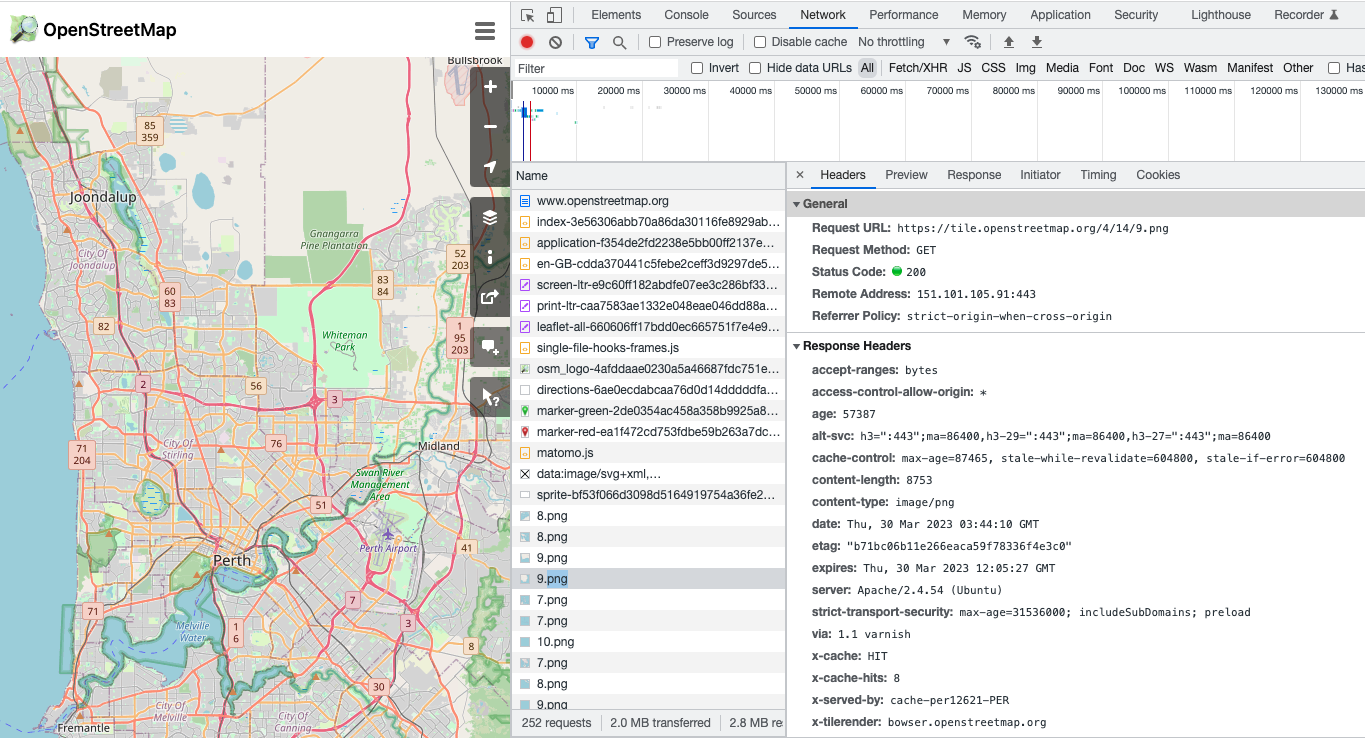 OpenStreetMap
Bullsbrook
85
359
Joondalup
City Of
Joondalup
Gnangarra
Pine Plantation
52
203
83
84
60
83
82
1
95
203
Whiteman
Park
2
56
3
71
204
City Of
Stirling
76
Midland
Swan River
Management
Area
51
Perth Airport
41
Perth
71
7
3
Melville
Water
1
6
8
30
City Of
Melville
City Of
Canning
Fremantle
Elements Console Sources Network Performance Memory Application Security Lighthouse Recorder
Preserve log Disable cache No throttling
Filter Invert Hide data URLs All Fetch/XHR JS CSS Img Media Font Doc WS Wasm Manifest Other Has
10000 ms 20000 ms 30000 ms 40000 ms 50000 ms 60000 ms 70000 ms 80000 ms 90000 ms 100000 ms 110000 ms 120000 ms 130000 ms
Name
www.openstreetmap.org
index-3e56306abb70a86da30116fe8929ab…
application-f354de2fd2238e5bb00ff2137e…
en-GB-cdda370441c5febe2ceff3d9297de5…
screen-ltr-e9c60ff182abdfe07ee3c286bf33…
print-ltr-caa7583ae1332e048eae046dd88a…
leaflet-all-660606ff17bdd0ec665751f7e4e9…
single-file-hooks-frames.js
osm_logo-4afddaae0230a5a46687fdc751e…
directions-6ae0ecdabcaa76d0d14dddddfa…
marker-green-2de0354ac458a358b9925a8…
marker-red-ea1f472cd753fdbe59b263a7dc…
matomo.js
data:image/svg+xml,…
sprite-bf53f066d3098d5164919754a36fe2…
8.png
8.png
9.png
9.png
7.png
7.png
10.png
7.png
8.png
9.png
252 requests 2.0 MB transferred 2.8 MB re
× Headers Preview Response Initiator Timing Cookies
General
Request URL: https://tile.openstreetmap.org/4/14/9.png
Request Method: GET
Status Code: 200
Remote Address: 151.101.105.91:443
Referrer Policy: strict-origin-when-cross-origin
Response Headers
accept-ranges: bytes
access-control-allow-origin: *
age: 57387
alt-svc: h3=":443";ma=86400,h3-29=":443";ma=86400,h3-27=":443";ma=86400
cache-control: max-age=87465, stale-while-revalidate=604800, stale-if-error=604800
content-length: 8753
content-type: image/png
date: Thu, 30 Mar 2023 03:44:10 GMT
etag: "b71bc06b11e266eaca59f78336f4e3c0"
expires: Thu, 30 Mar 2023 12:05:27 GMT
server: Apache/2.4.54 (Ubuntu)
strict-transport-security: max-age=31536000; includeSubDomains; preload
via: 1.1 varnish
x-cache: HIT
x-cache-hits: 8
x-served-by: cache-per12621-PER
x-tilerender: bowser.openstreetmap.org